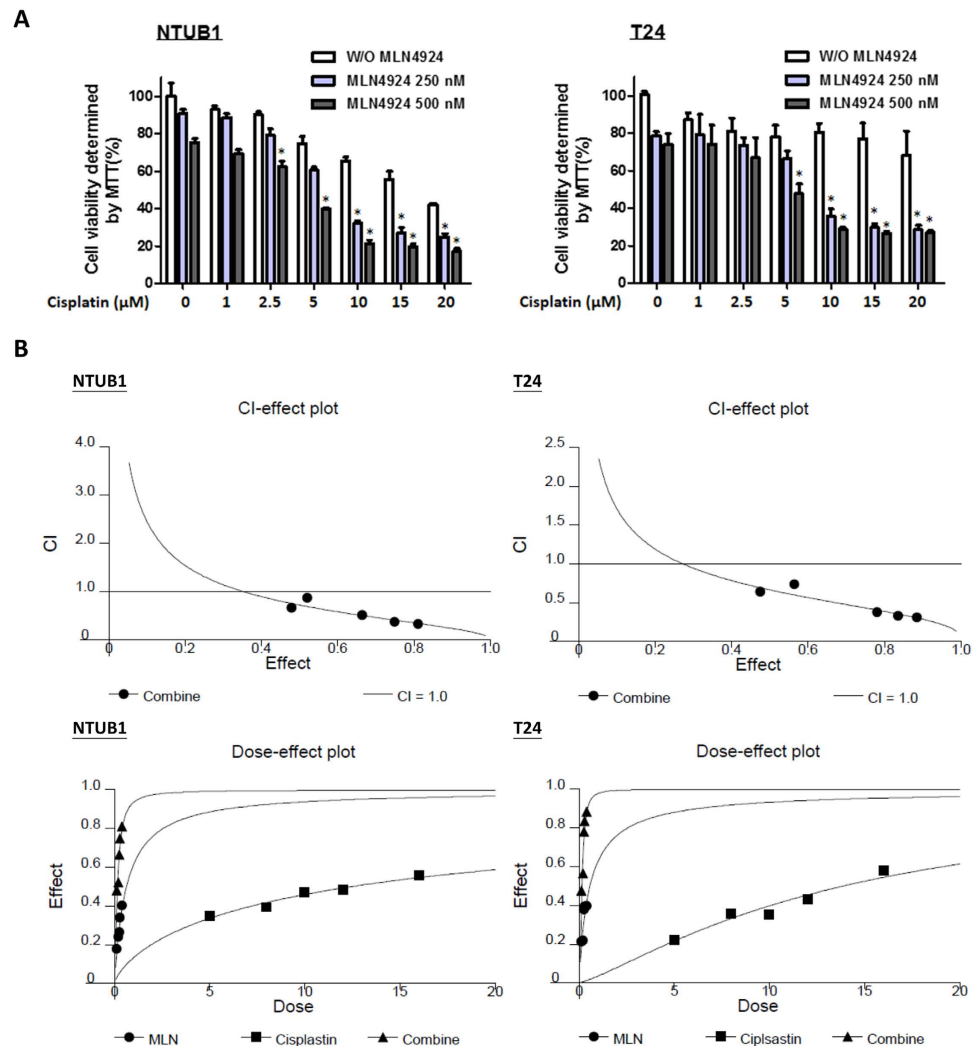 A
NTUB1
W/O MLN4924
MLN4924 250 nM
MLN4924 500 nM
Cell viability determined
by MTT(%)
100
80
60
40
20
0
* * * * * * * *
Cisplatin (µM) 0 1 2.5 5 10 15 20
T24
W/O MLN4924
MLN4924 250 nM
MLN4924 500 nM
Cell viability determined
by MTT(%)
100
80
60
40
20
0
* * * * * * *
Cisplatin (µM) 0 1 2.5 5 10 15 20
B
NTUB1
CI-effect plot
CI
4.0
3.0
2.0
1.0
0
0 0.2 0.4 0.6 0.8 1.0
Effect
Combine CI = 1.0
T24
CI-effect plot
CI
2.5
2.0
1.5
1.0
0.5
0
0 0.2 0.4 0.6 0.8 1.0
Effect
Combine CI = 1.0
NTUB1
Dose-effect plot
Effect
1.0
0.8
0.6
0.4
0.2
0
0 5 10 15 20
Dose
MLN Cisplastin Combine
T24
Dose-effect plot
Effect
1.0
0.8
0.6
0.4
0.2
0
0 5 10 15 20
Dose
MLN Ciplsastin Combine